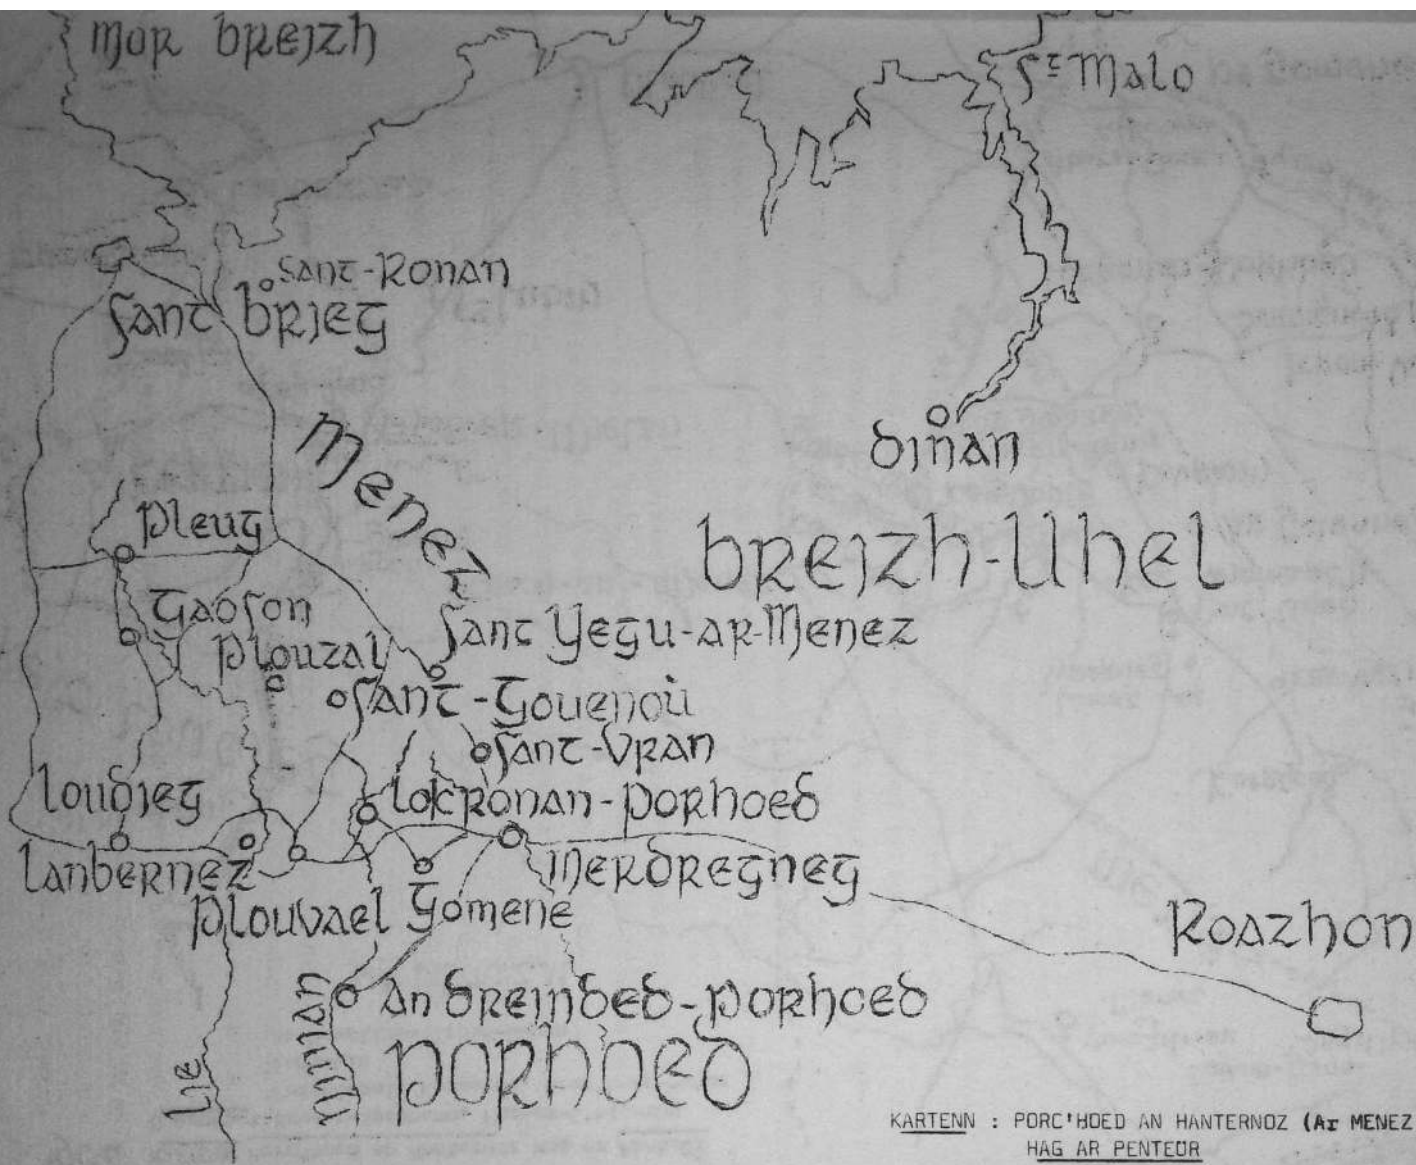 Mor Breizh
St Malo
Sant-Ronan
Sant Brieg
Dinan
Menez
Pleug
Breizh-Uhel
Gaoson
Sant Yegu-ar-Menez
Plouzal
Sant-Gouenoù
Sant-Vran
Loudieg
Lokronan-Porhoed
Lanbernez
Merdregneg
Plouvael
Gomene
Roazhon
An Dreinded-Porhoed
Ninian
Porhoed
Lie
KARTENN : PORC'HOED AN HANTERNOZ (Ar MENEZ
HAG AR PENTEUR